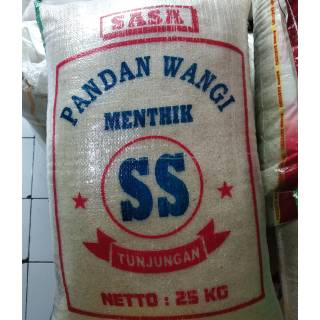 SASA
PANDAN WANGI
MENTHIK
SS
TUNJUNGAN
NETTO : 25 KG